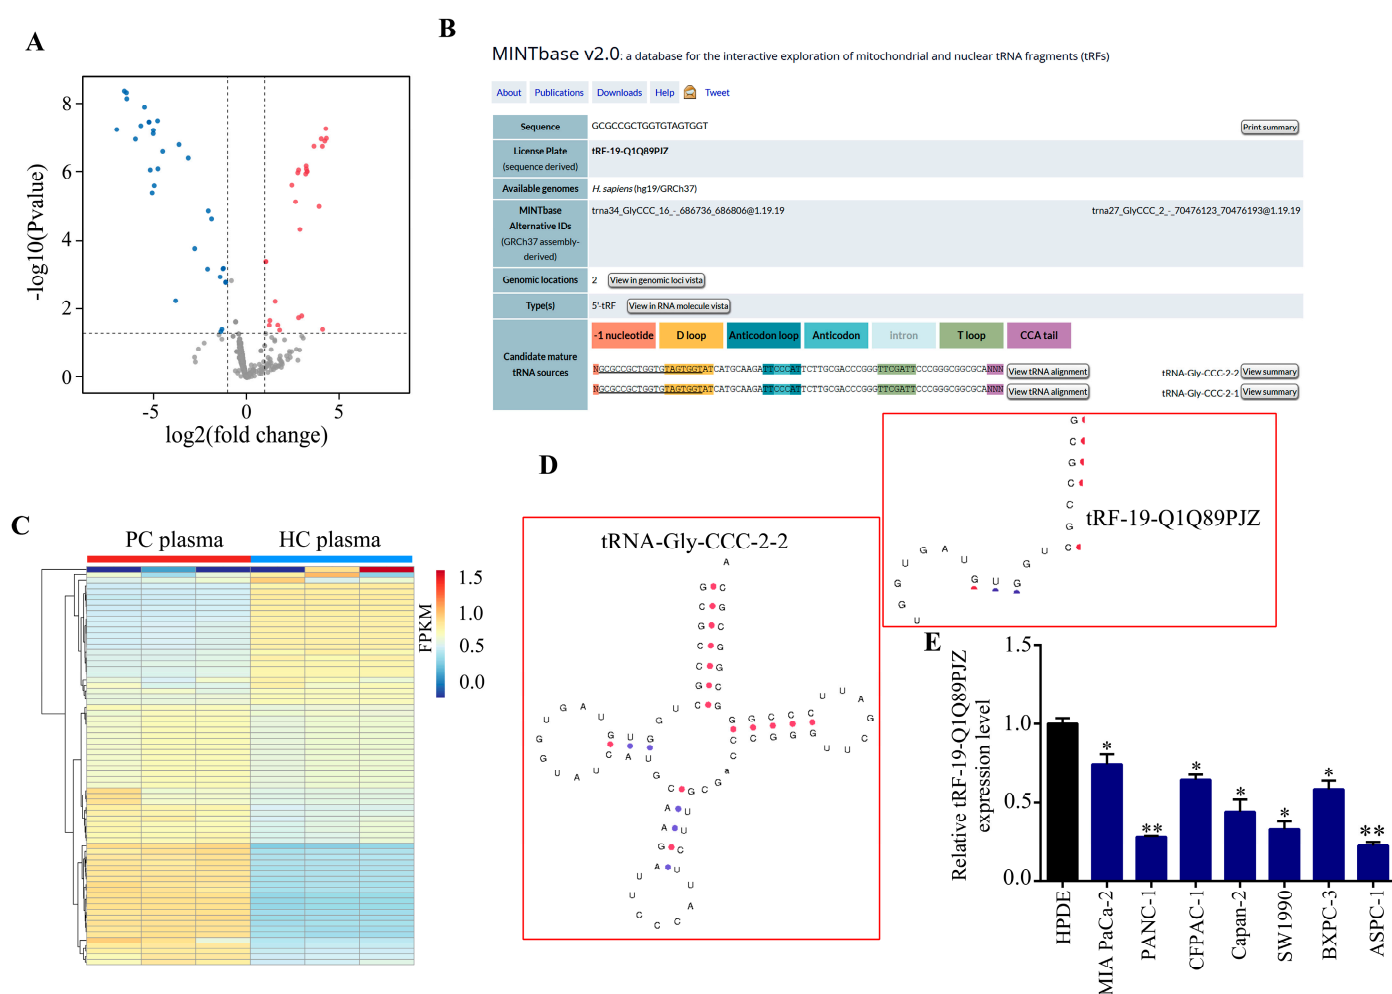 A
-log10(Pvalue)
8
6
4
2
0
-5
0
5
log2(fold change)
B
MINTbase v2.0: a database for the interactive exploration of mitochondrial and nuclear tRNA fragments (tRFs)
About Publications Downloads Help Tweet
Sequence GCGCCGCTGGTGTAGTGGT Print summary
License Plate (sequence derived) tRF-19-Q1Q89PJZ
Available genomes H. sapiens (hg19/GRCh37)
MINTbase Alternative IDs (GRCh37 assembly-derived) trna34_GlyCCC_16_-_686736_686806@1.19.19 trna27_GlyCCC_2_-_70476123_70476193@1.19.19
Genomic locations 2 View in genomic loci vista
Type(s) 5'-tRF View in RNA molecule vista
-1 nucleotide D loop Anticodon loop Anticodon Intron T loop CCA tail
Candidate mature tRNA sources
NGCGCCGCTGGTGTAGTGGTATCATGCAAGATTCCCATTCTTGCGACCCGGGTTCGATTCCCGGGCGGCGCANNN View tRNA alignment tRNA-Gly-CCC-2-2 View summary
NGCGCCGCTGGTGTAGTGGTATCATGCAAGATTCCCATTCTTGCGACCCGGGTTCGATTCCCGGGCGGCGCANNN View tRNA alignment tRNA-Gly-CCC-2-1 View summary
C
PC plasma HC plasma
1.5
1.0
0.5
0.0
FPKM
D
tRNA-Gly-CCC-2-2
tRF-19-Q1Q89PJZ
E
Relative tRF-19-Q1Q89PJZ
expression level
1.5
1.0
0.5
0.0
*
**
*
*
*
*
**
HPDE
MIA PaCa-2
PANC-1
CFPAC-1
Capan-2
SW1990
BXPC-3
ASPC-1